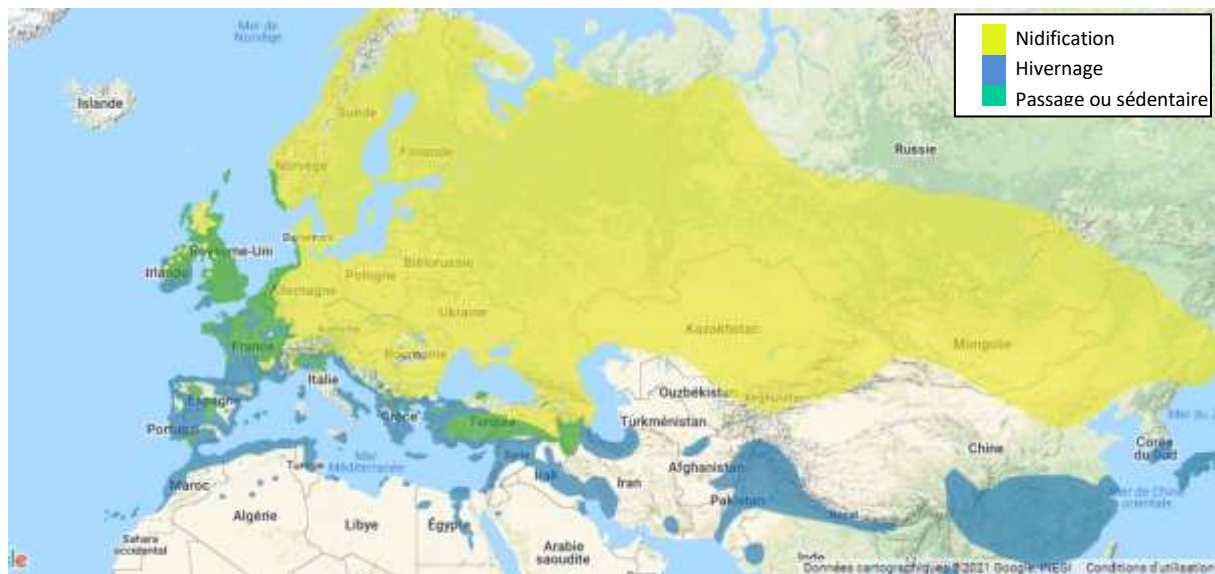 Nidification
Hivernage
Passage ou sédentaire
Mer de
Norvège
Islande
Suède
Finlande
Norvège
Russie
Royaume-Uni
Irlande
Danemark
Pologne
Biélorussie
Allemagne
Ukraine
Kazakhstan
Mongolie
France
Autriche
Roumanie
Italie
Ouzbékistan
Espagne
Portugal
Grèce
Turquie
Turkménistan
Chine
Corée
du Sud
Mer
Méditerranée
Tunisie
Syrie
Irak
Iran
Afghanistan
Pakistan
Maroc
Algérie
Libye
Égypte
Népal
Mer de Chine
orientale
Sahara
occidental
Arabie
saoudite
Inde
Données cartographiques ©2021 Google, INEGI Conditions d'utilisation